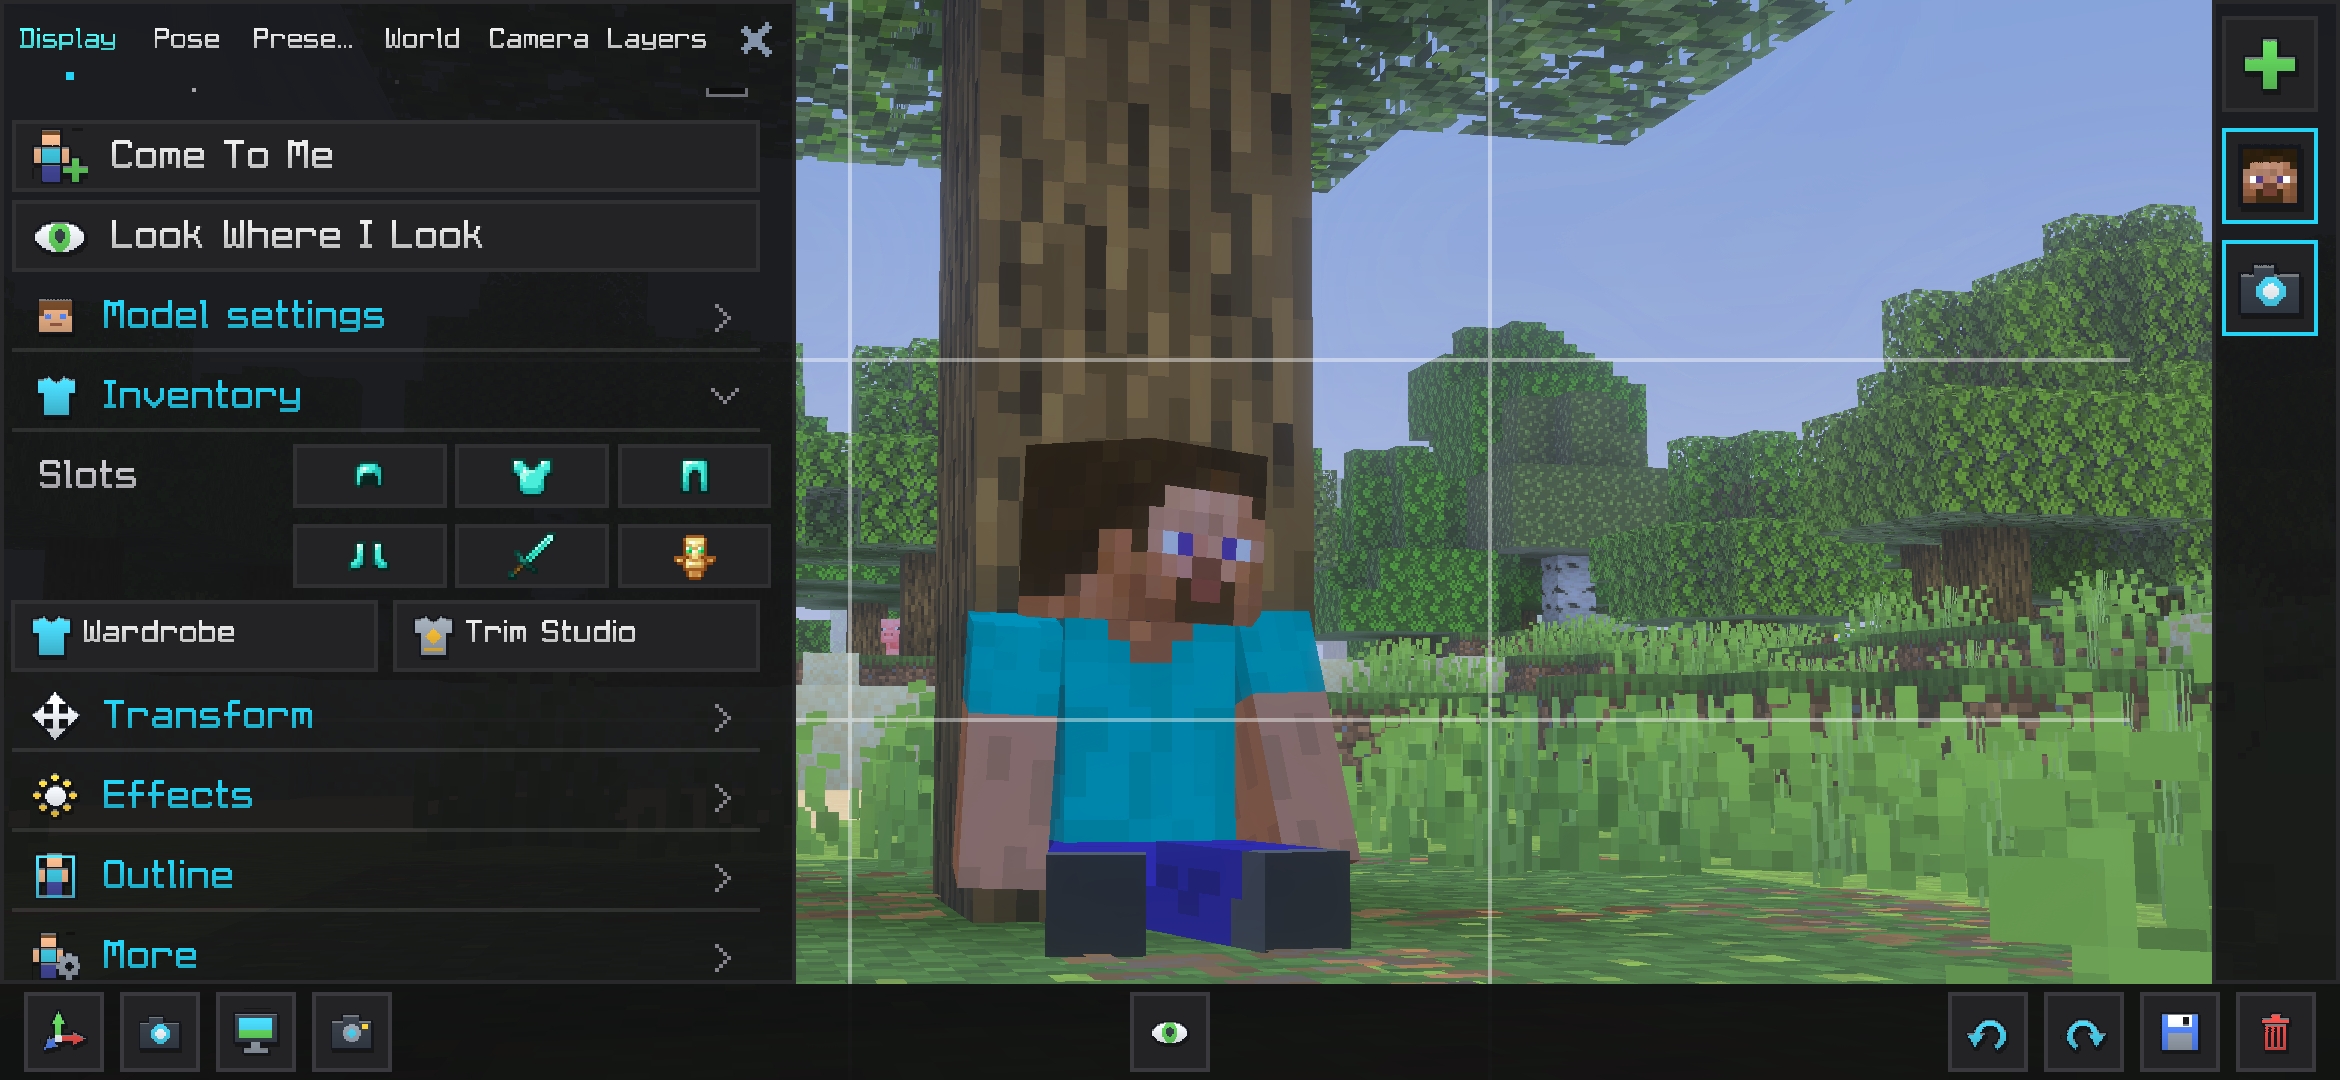 Display Pose Prese... World Camera Layers
Come To Me
Look Where I Look
Model settings
Inventory
Slots
Wardrobe Trim Studio
Transform
Effects
Outline
More